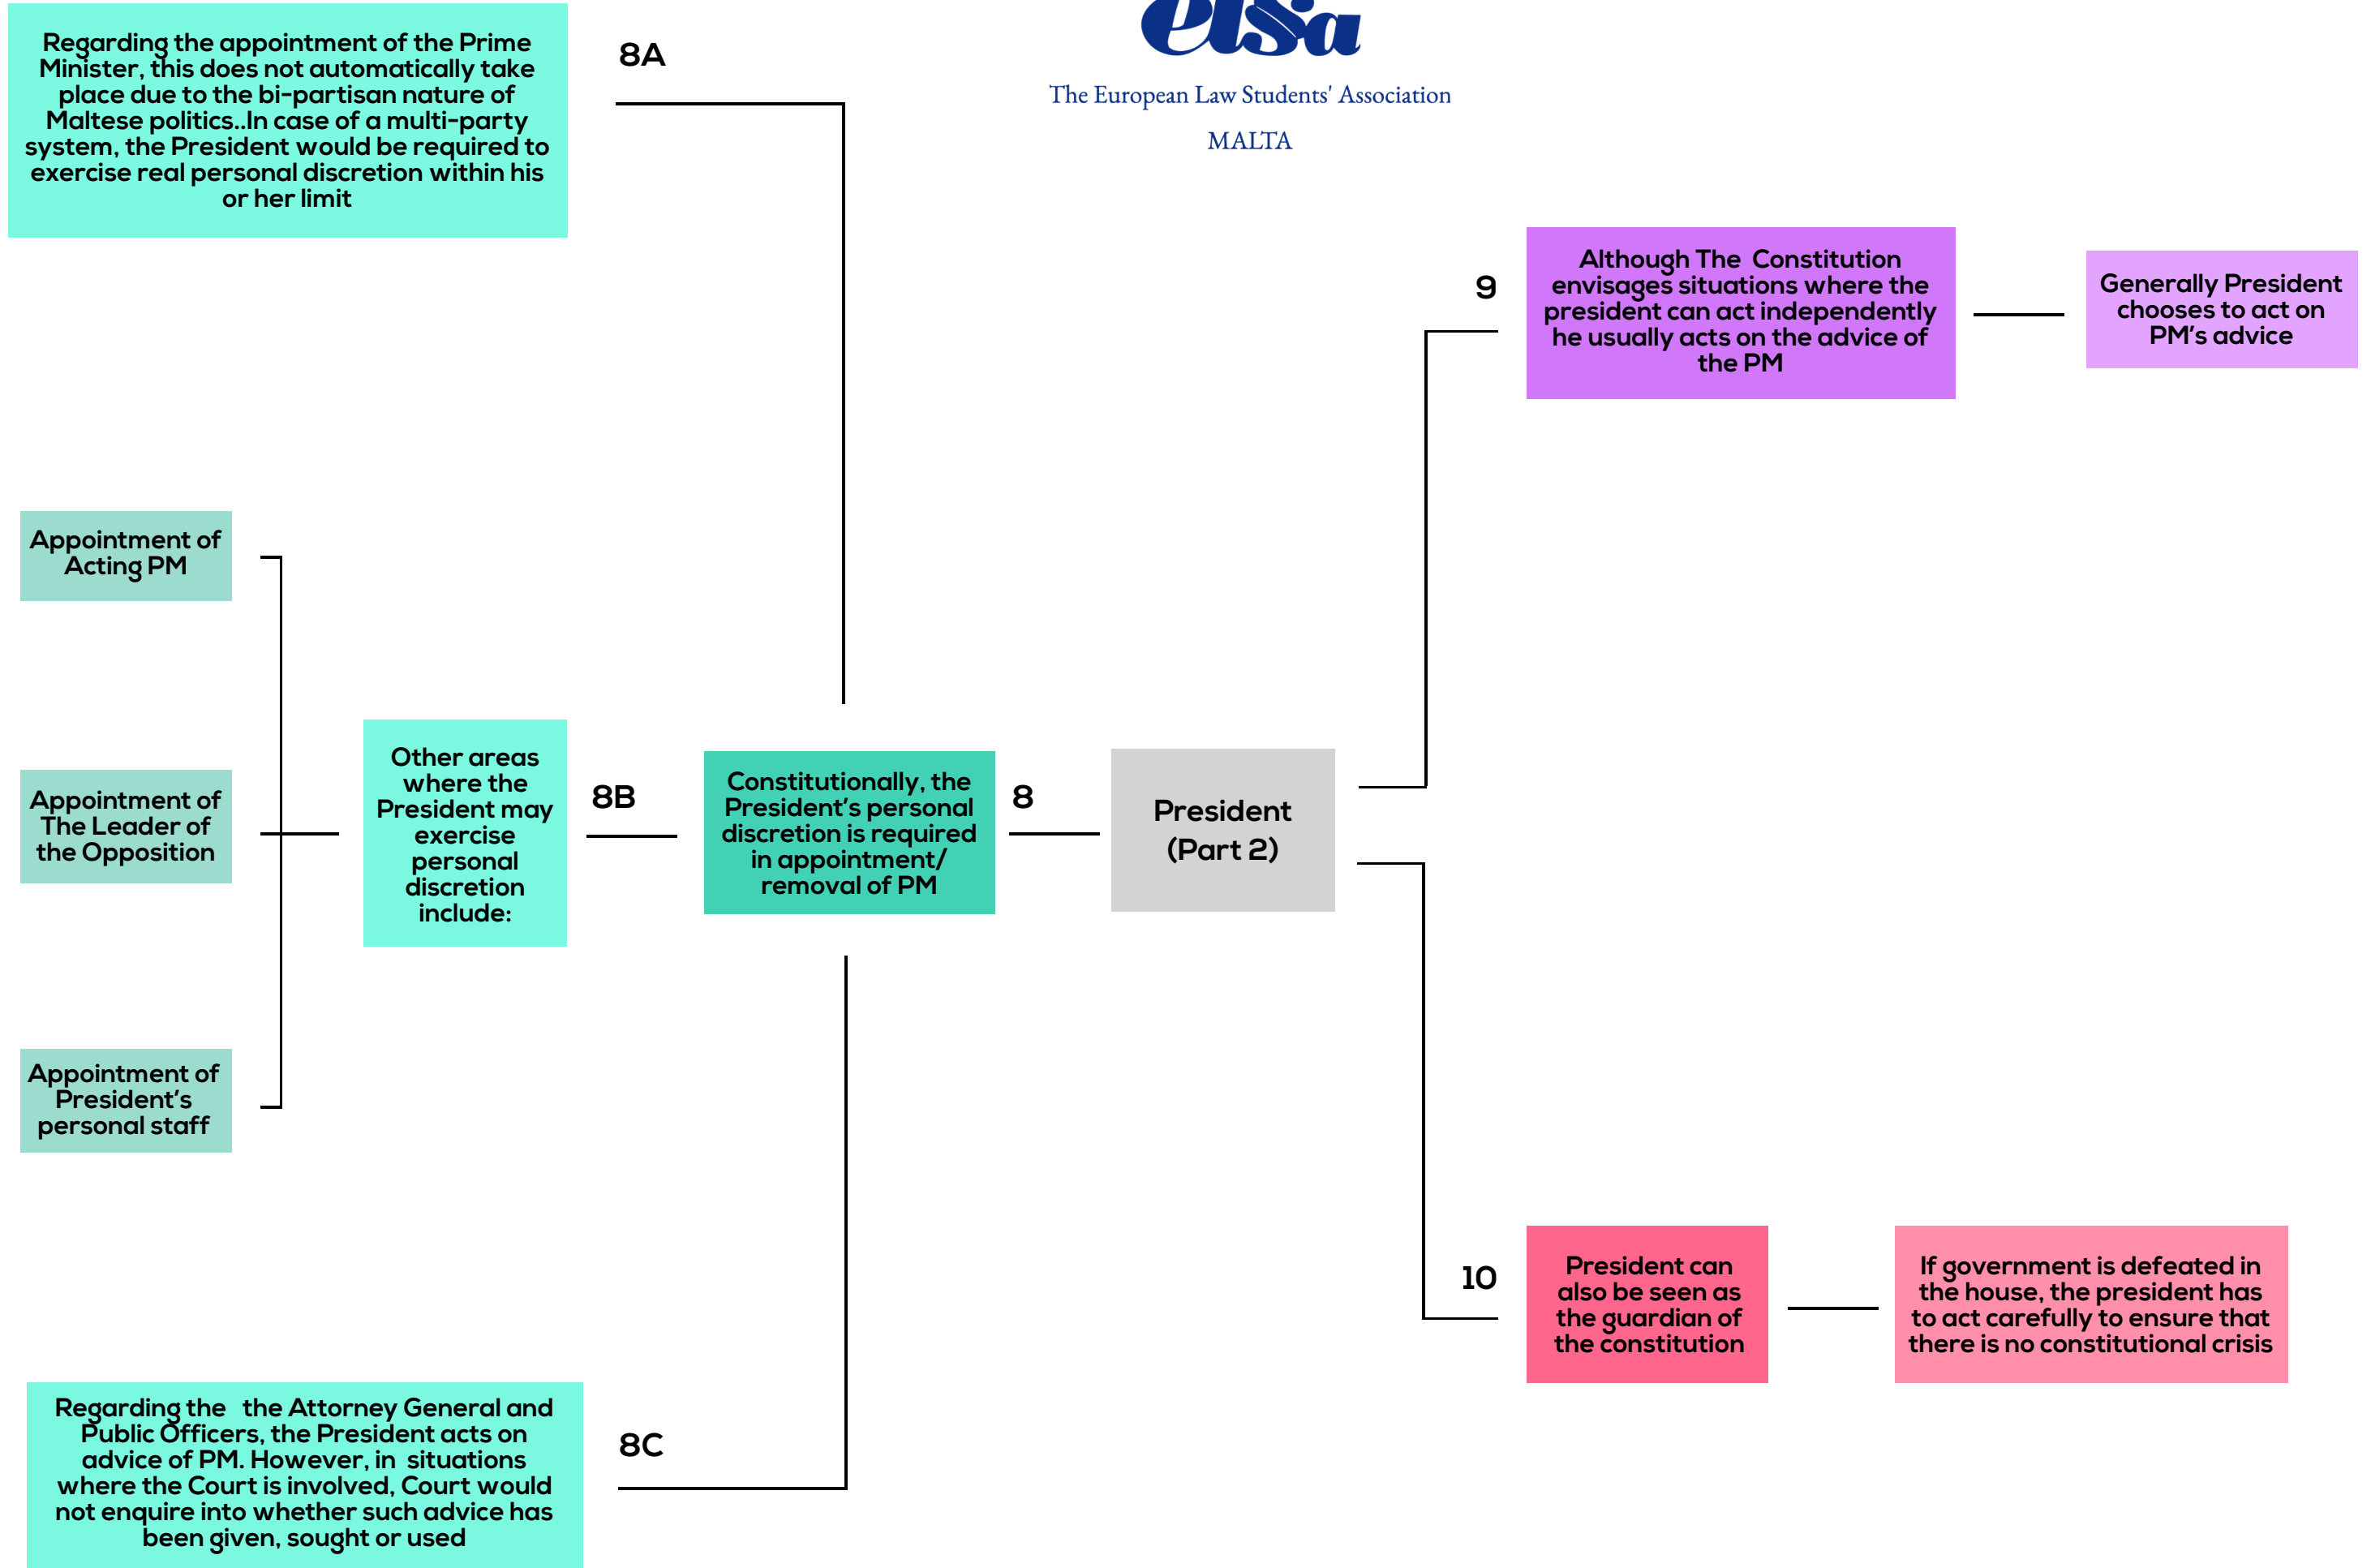 elsa
The European Law Students' Association
MALTA
Regarding the appointment of the Prime
Minister, this does not automatically take
place due to the bi-partisan nature of
Maltese politics..In case of a multi-party
system, the President would be required to
exercise real personal discretion within his
or her limit
8A
9
Although The Constitution
envisages situations where the
president can act independently
he usually acts on the advice of
the PM
Generally President
chooses to act on
PM's advice
Appointment of
Acting PM
Appointment of
The Leader of
the Opposition
Appointment of
President's
personal staff
Other areas
where the
President may
exercise
personal
discretion
include:
8B
Constitutionally, the
President's personal
discretion is required
in appointment/
removal of PM
8
President
(Part 2)
10
President can
also be seen as
the guardian of
the constitution
If government is defeated in
the house, the president has
to act carefully to ensure that
there is no constitutional crisis
Regarding the the Attorney General and
Public Officers, the President acts on
advice of PM. However, in situations
where the Court is involved, Court would
not enquire into whether such advice has
been given, sought or used
8C